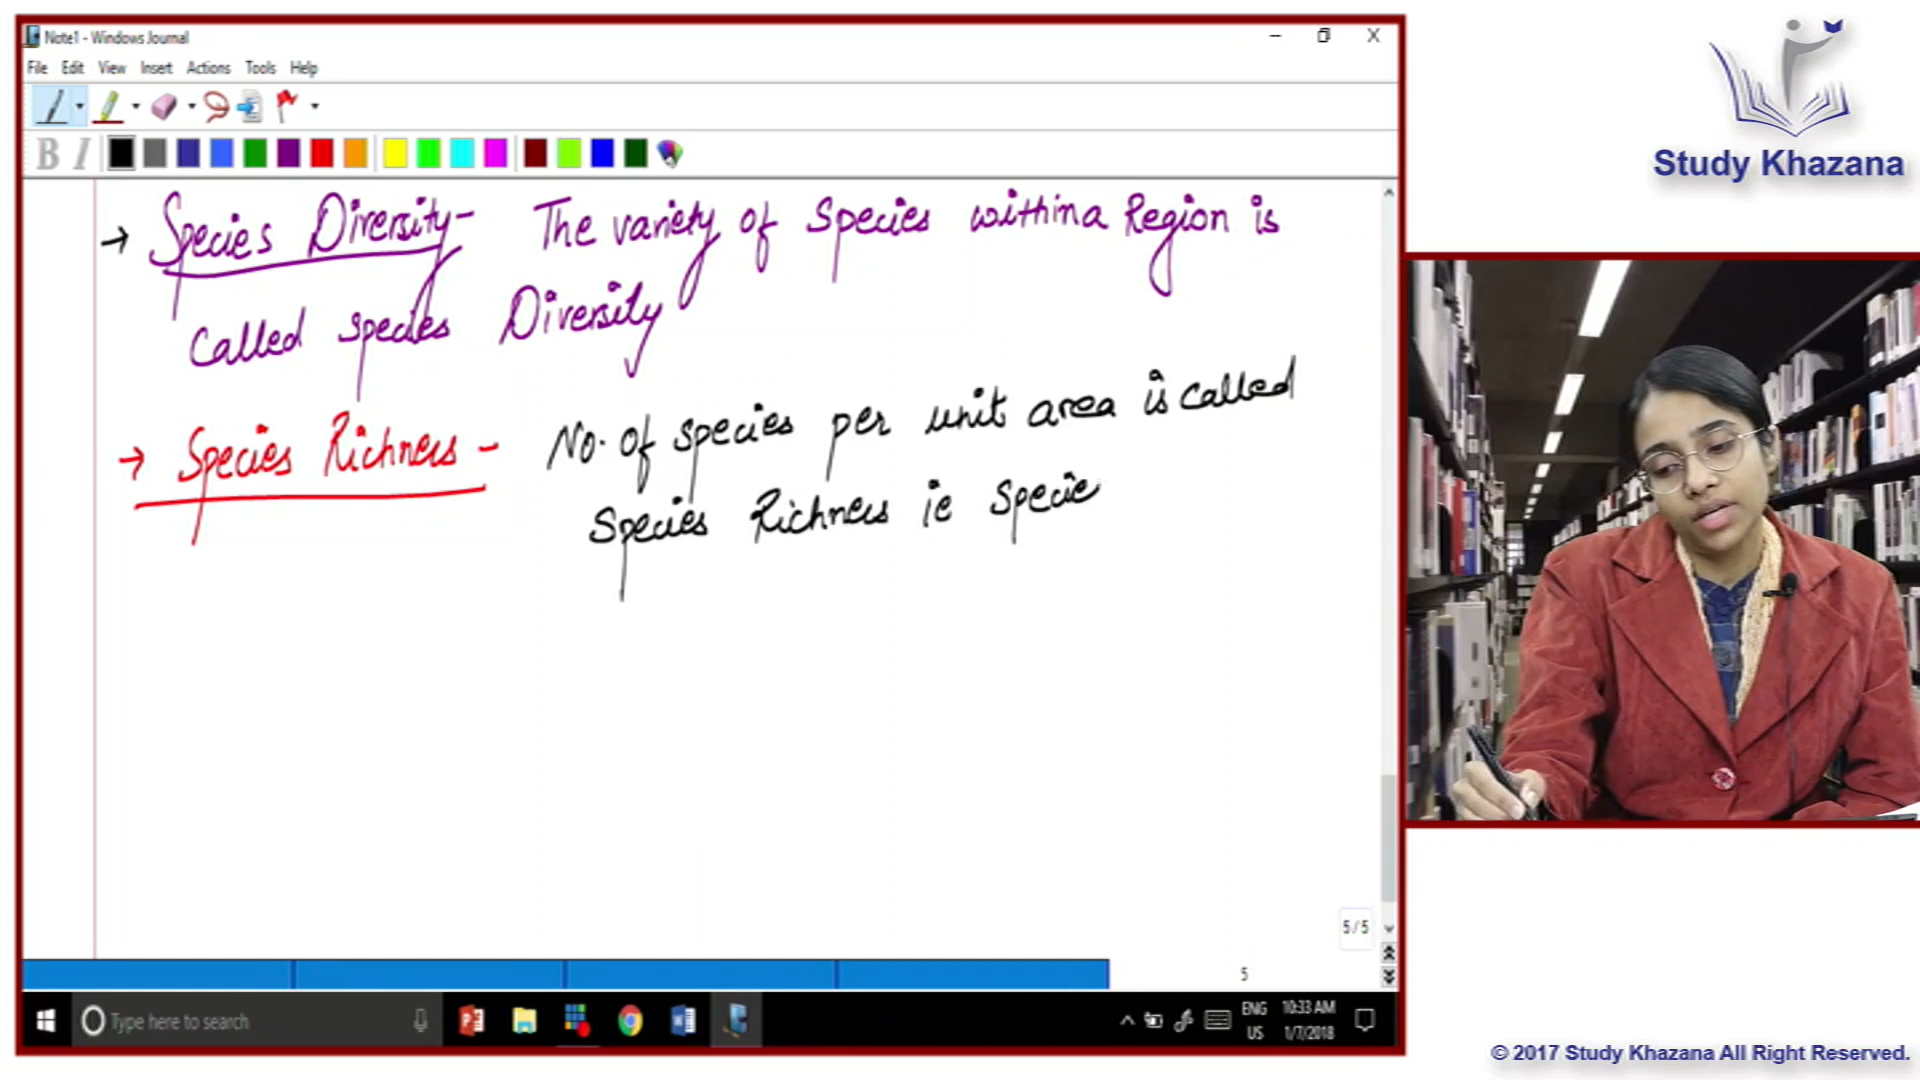 Note1 - Windows Journal
File Edit View Insert Actions Tools Help
B I
→ Species Diversity - The variety of Species within a Region is
Called Species Diversity
→ Species Richness - No. of species per unit area is called
Species Richness ie Specie
5 / 5
5
Type here to search
ENG
US
10:33 AM
1/7/2018
Study Khazana
© 2017 Study Khazana All Right Reserved.